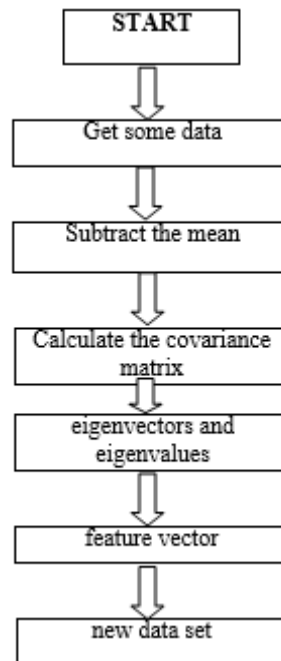 START
Get some data
Subtract the mean
Calculate the covariance
matrix
eigenvectors and
eigenvalues
feature vector
new data set